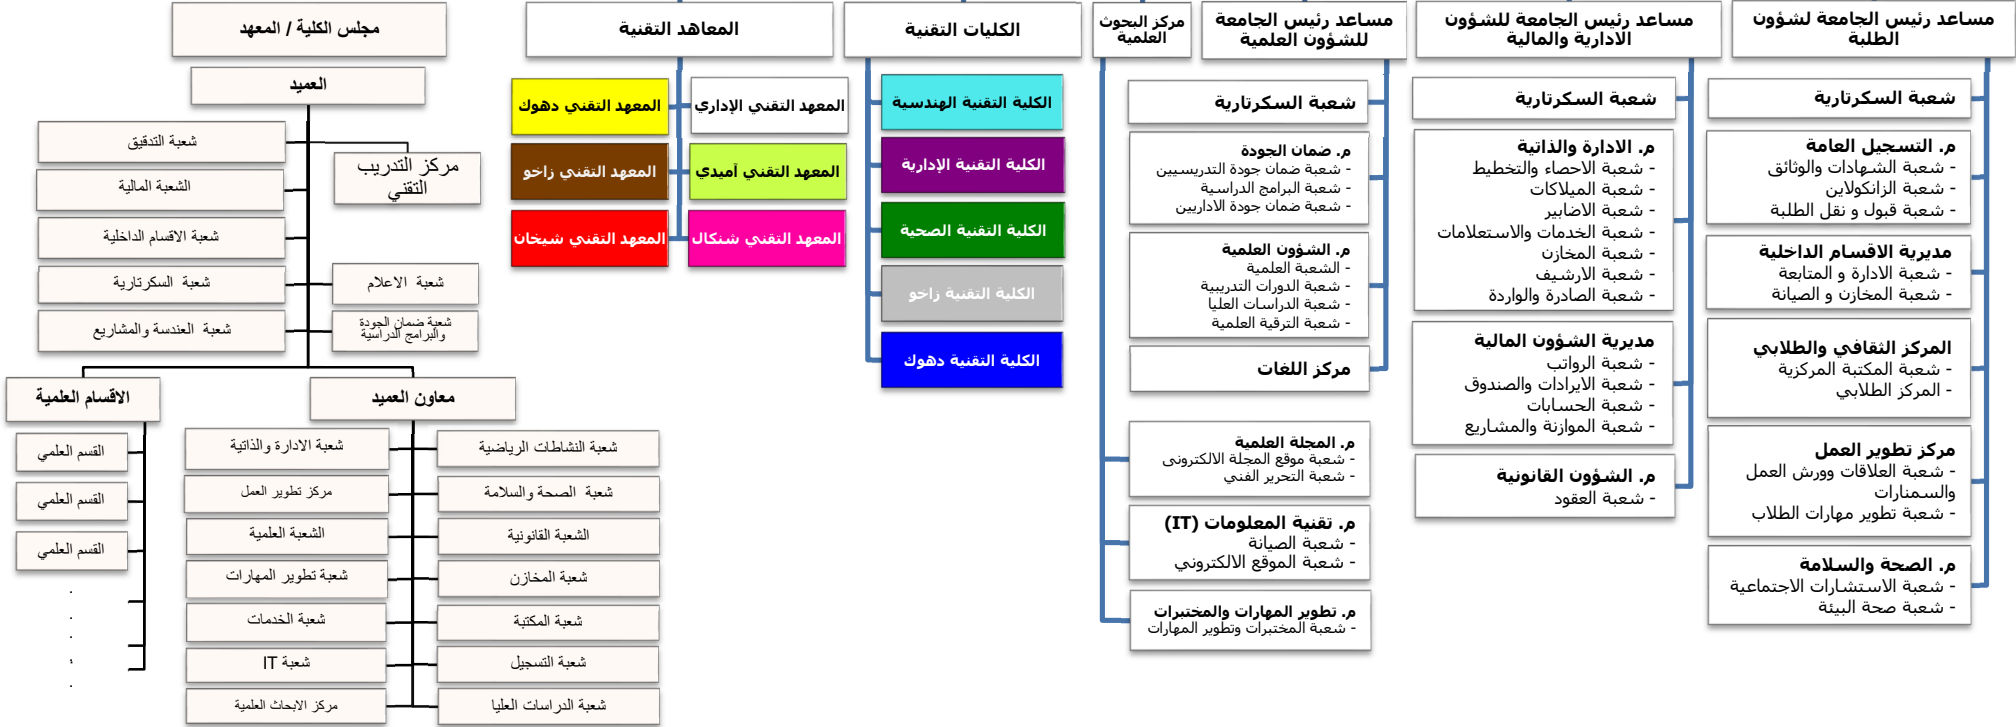 مساعد رئيس الجامعة لشؤون
الطلبة
شعبة السكرتارية
م. التسجيل العامة
- شعبة الشهادات والوثائق
- شعبة الزانكولاين
- شعبة قبول و نقل الطلبة
مديرية الاقسام الداخلية
- شعبة الادارة و المتابعة
- شعبة المخازن و الصيانة
المركز الثقافي والطلابي
- شعبة المكتبة المركزية
- المركز الطلابي
مركز تطوير العمل
- شعبة العلاقات وورش العمل
والسمنارات
- شعبة تطوير مهارات الطلاب
م. الصحة والسلامة
- شعبة الاستشارات الاجتماعية
- شعبة صحة البيئة
مساعد رئيس الجامعة للشؤون
الادارية والمالية
شعبة السكرتارية
م. الادارة والذاتية
- شعبة الاحصاء والتخطيط
- شعبة الميلاكات
- شعبة الاضابير
- شعبة الخدمات والاستعلامات
- شعبة المخازن
- شعبة الارشيف
- شعبة الصادرة والواردة
مديرية الشؤون المالية
- شعبة الرواتب
- شعبة الايرادات والصندوق
- شعبة الحسابات
- شعبة الموازنة والمشاريع
م. الشؤون القانونية
- شعبة العقود
مساعد رئيس الجامعة
للشؤون العلمية
شعبة السكرتارية
م. ضمان الجودة
- شعبة ضمان جودة التدريسيين
- شعبة البرامج الدراسية
- شعبة ضمان جودة الاداريين
م. الشؤون العلمية
- الشعبة العلمية
- شعبة الدورات التدريبية
- شعبة الدراسات العليا
- شعبة الترقية العلمية
مركز اللغات
مركز البحوث
العلمية
م. المجلة العلمية
- شعبة موقع المجلة الالكترونى
- شعبة التحرير الفني
م. تقنية المعلومات (IT)
- شعبة الصيانة
- شعبة الموقع الالكتروني
م. تطوير المهارات والمختبرات
- شعبة المختبرات وتطوير المهارات
الكليات التقنية
الكلية التقنية الهندسية
الكلية التقنية الإدارية
الكلية التقنية الصحية
الكلية التقنية زاخو
الكلية التقنية دهوك
المعاهد التقنية
المعهد التقني الإداري
المعهد التقني دهوك
المعهد التقني آميدي
المعهد التقني زاخو
المعهد التقني شنكال
المعهد التقني شيخان
مجلس الكلية / المعهد
العميد
شعبة التدقيق
مركز التدريب
التقني
الشعبة المالية
شعبة الاقسام الداخلية
شعبة الاعلام
شعبة السكرتارية
شعبة ضمان الجودة
والبرامج الدراسية
شعبة العندسة والمشاريع
معاون العميد
شعبة النشاطات الرياضية
شعبة الادارة والذاتية
شعبة الصحة والسلامة
مركز تطوير العمل
الشعبة القانونية
الشعبة العلمية
شعبة المخازن
شعبة تطوير المهارات
شعبة المكتبة
شعبة الخدمات
شعبة التسجيل
شعبة IT
شعبة الدراسات العليا
مركز الابحاث العلمية
الاقسام العلمية
القسم العلمي
القسم العلمي
القسم العلمي